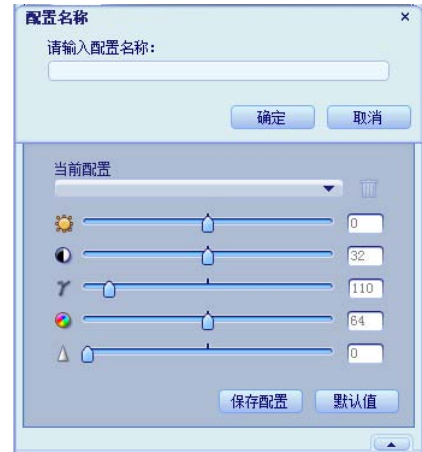 配置名称
请输入配置名称:
确定 取消
当前配置
0
32
γ 110
64
0
保存配置 默认值